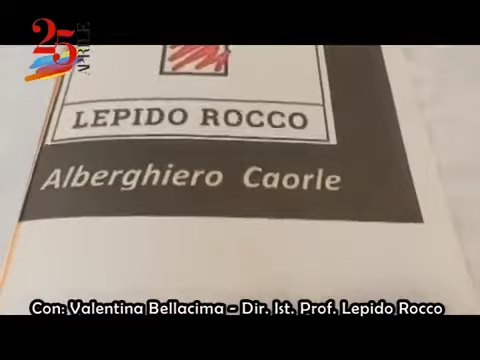 25
APRILE
LEPIDO ROCCO
Alberghiero Caorle
Con: Valentina Bellacima - Dir. Ist. Prof. Lepido Rocco